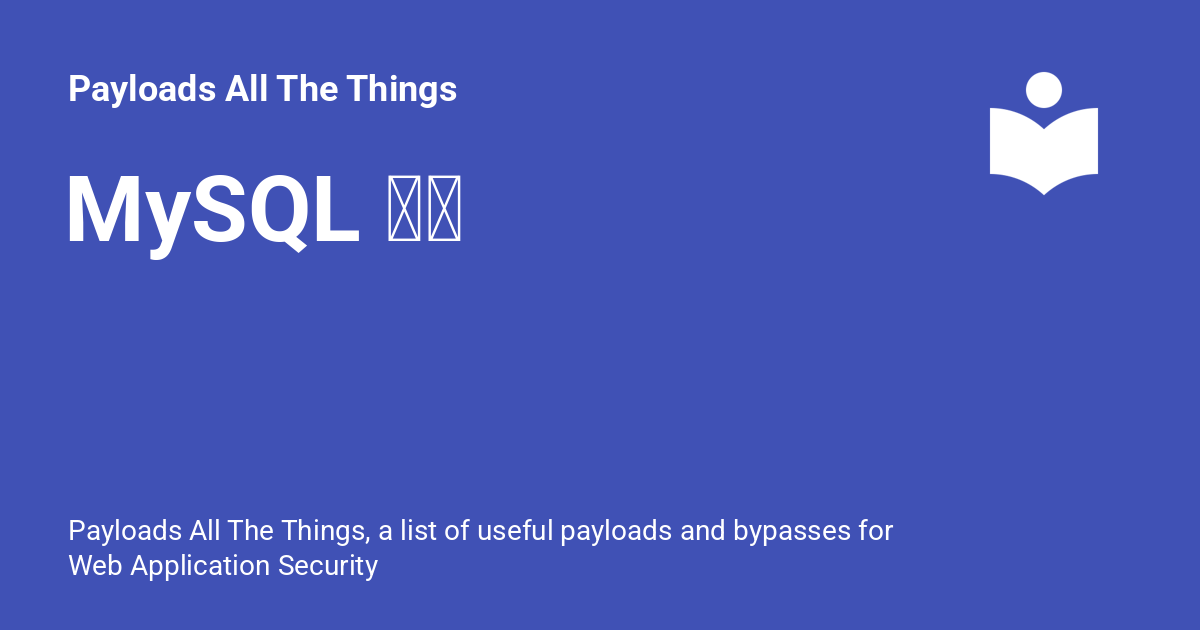 Payloads All The Things
MySQL
Payloads All The Things, a list of useful payloads and bypasses for
Web Application Security